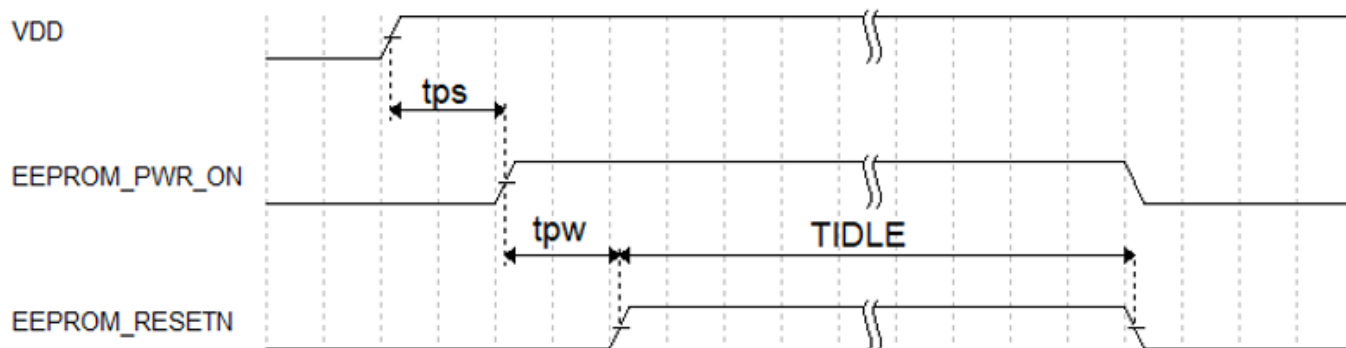 VDD
tps
EEPROM_PWR_ON
tpw
TIDLE
EEPROM_RESETN